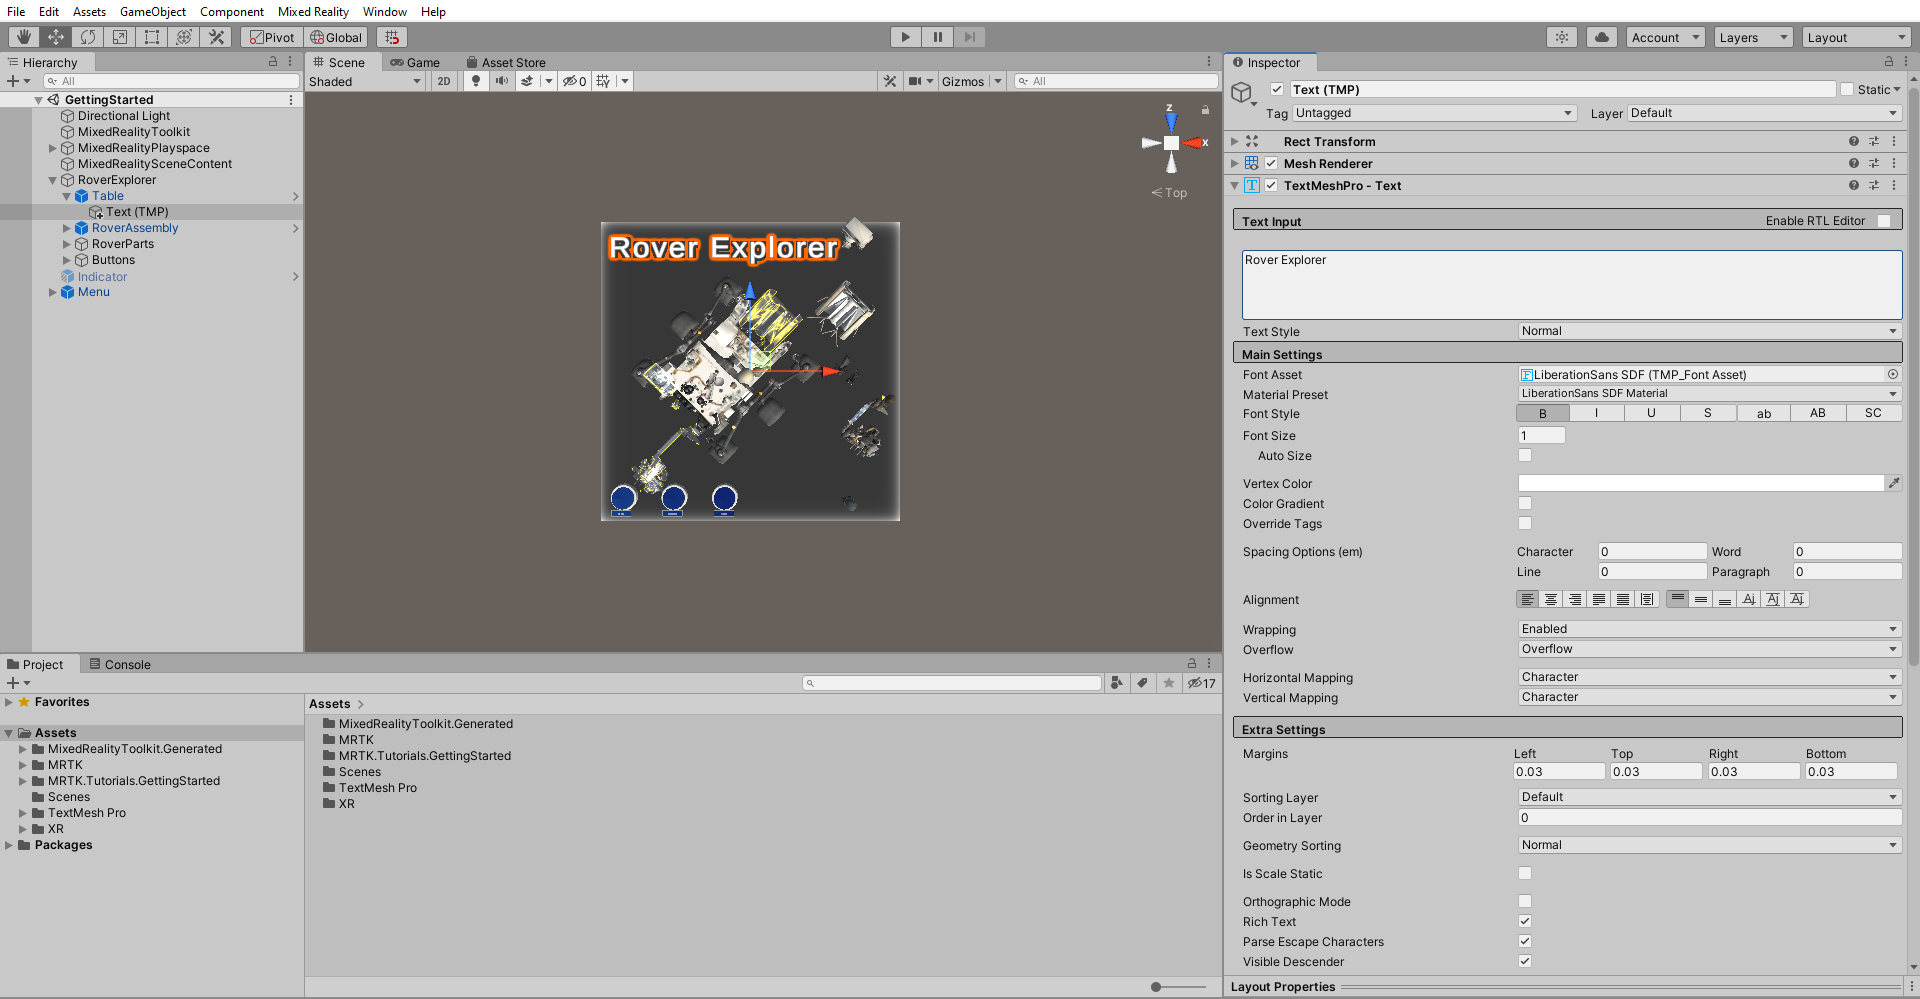 File Edit Assets GameObject Component Mixed Reality Window Help
Pivot Global Account Layers Layout
Hierarchy
All
GettingStarted
Directional Light
MixedRealityToolkit
MixedRealityPlayspace
MixedRealitySceneContent
RoverExplorer
Table
Text (TMP)
RoverAssembly
RoverParts
Buttons
Indicator
Menu
Scene Game Asset Store
Shaded 2D 0 Gizmos All
z
x
Top
Rover Explorer
Inspector
Text (TMP) Static
Tag Untagged Layer Default
Rect Transform
Mesh Renderer
TextMeshPro - Text
Text Input Enable RTL Editor
Rover Explorer
Text Style Normal
Main Settings
Font Asset LiberationSans SDF (TMP_Font Asset)
Material Preset LiberationSans SDF Material
Font Style B I U S ab AB SC
Font Size 1
Auto Size
Vertex Color
Color Gradient
Override Tags
Spacing Options (em) Character 0 Word 0
Line 0 Paragraph 0
Alignment
Wrapping Enabled
Overflow Overflow
Horizontal Mapping Character
Vertical Mapping Character
Extra Settings
Margins Left Top Right Bottom
0.03 0.03 0.03 0.03
Sorting Layer Default
Order in Layer 0
Geometry Sorting Normal
Is Scale Static
Orthographic Mode
Rich Text
Parse Escape Characters
Visible Descender
Layout Properties
Project Console
17
Favorites
Assets
MixedRealityToolkit.Generated
MRTK
MRTK.Tutorials.GettingStarted
Scenes
TextMesh Pro
XR
Packages
Assets
MixedRealityToolkit.Generated
MRTK
MRTK.Tutorials.GettingStarted
Scenes
TextMesh Pro
XR